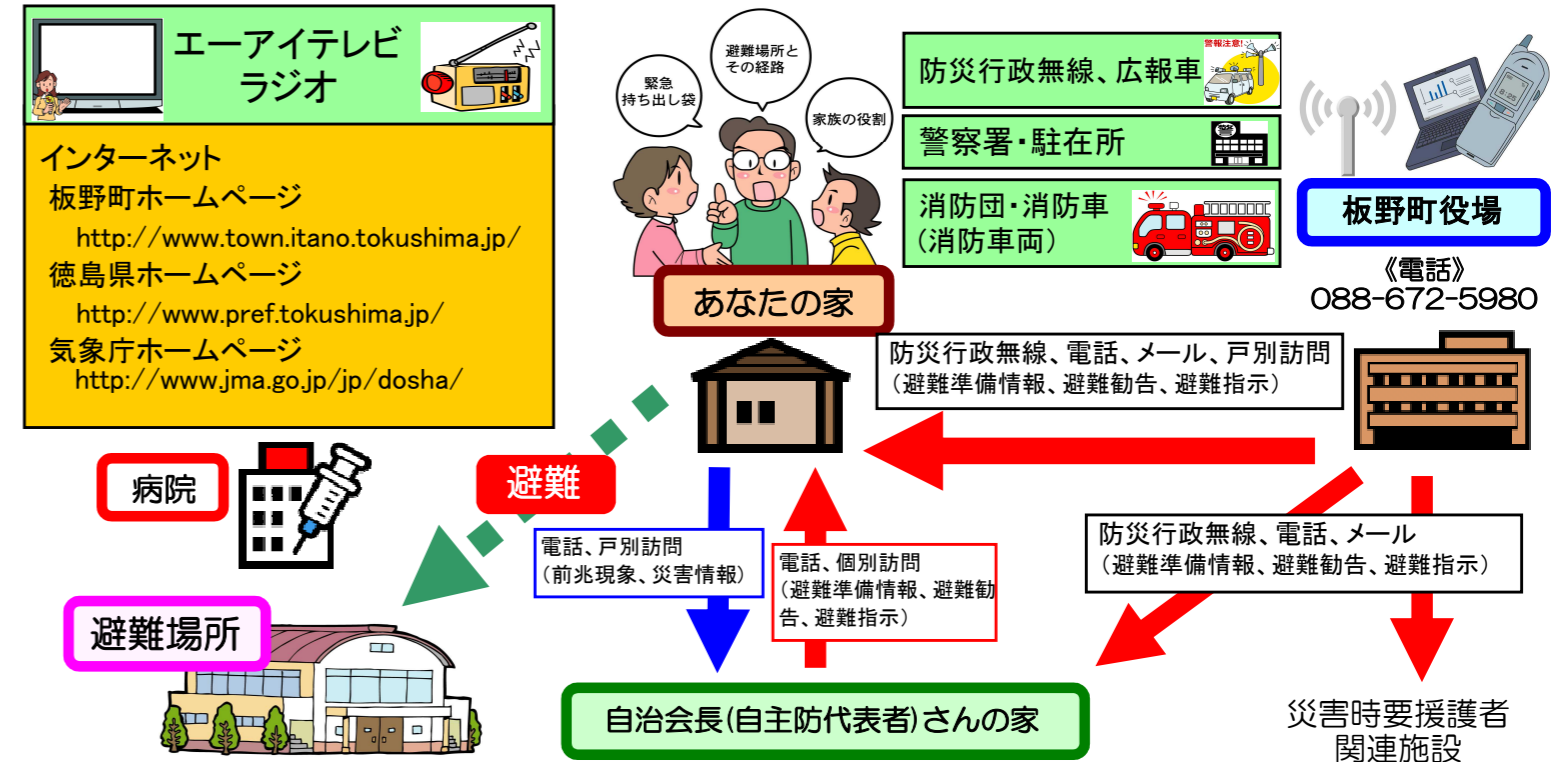 エーアイテレビ
ラジオ
インターネット
板野町ホームページ
http://www.town.itano.tokushima.jp/
徳島県ホームページ
http://www.pref.tokushima.jp/
気象庁ホームページ
http://www.jma.go.jp/jp/dosha/
緊急
持ち出し袋
避難場所と
その経路
家族の役割
あなたの家
防災行政無線、広報車
警報注意!
警察署・駐在所
消防団・消防車
(消防車両)
8:25
板野町役場
《電話》
088-672-5980
防災行政無線、電話、メール、戸別訪問
(避難準備情報、避難勧告、避難指示)
病院
避難
電話、戸別訪問
(前兆現象、災害情報)
電話、個別訪問
(避難準備情報、避難勧
告、避難指示)
防災行政無線、電話、メール
(避難準備情報、避難勧告、避難指示)
避難場所
自治会長(自主防代表者)さんの家
災害時要援護者
関連施設